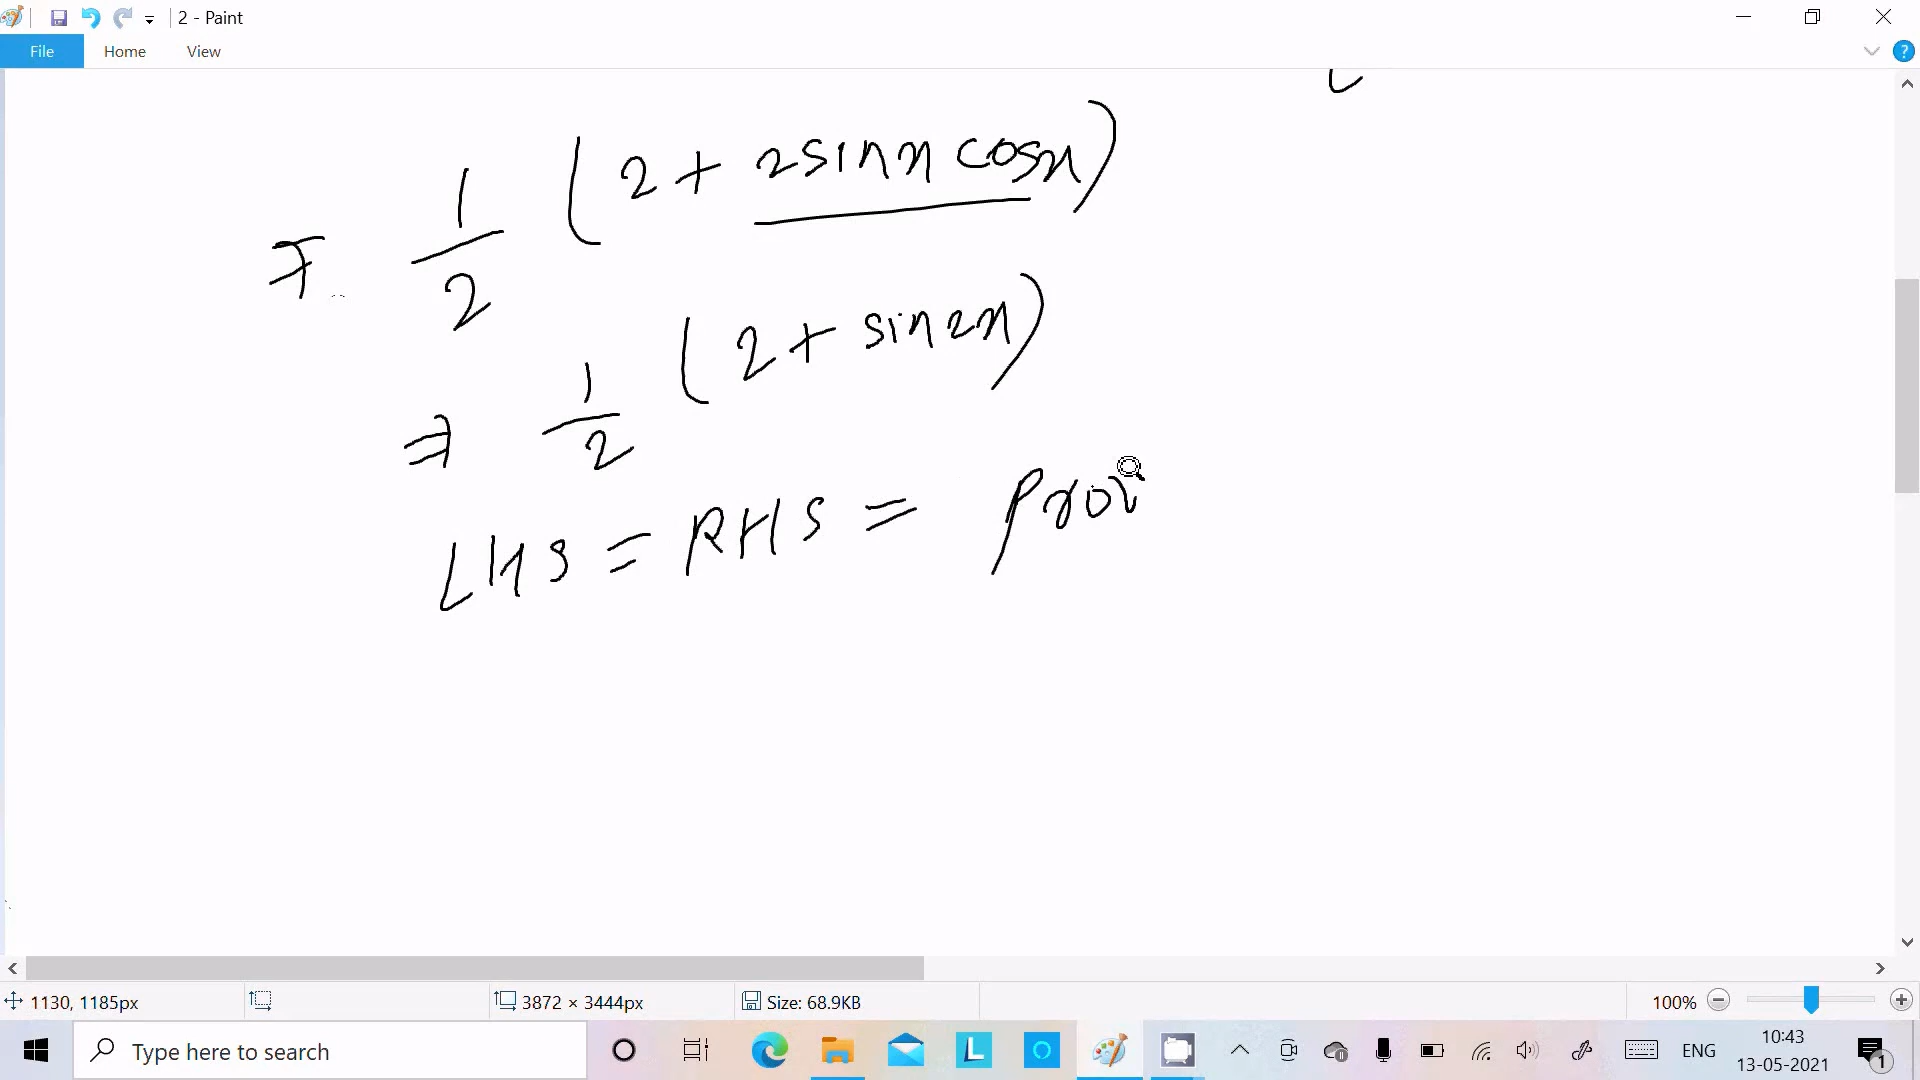 2 - Paint
File Home View
1/2 (2 + 2sinx cosx)
⇒ 1/2 (2 + sin2x)
LHS = RHS = Prov
1130, 1185px 3872 × 3444px Size: 68.9KB 100%
Type here to search ENG 10:43
13-05-2021 1